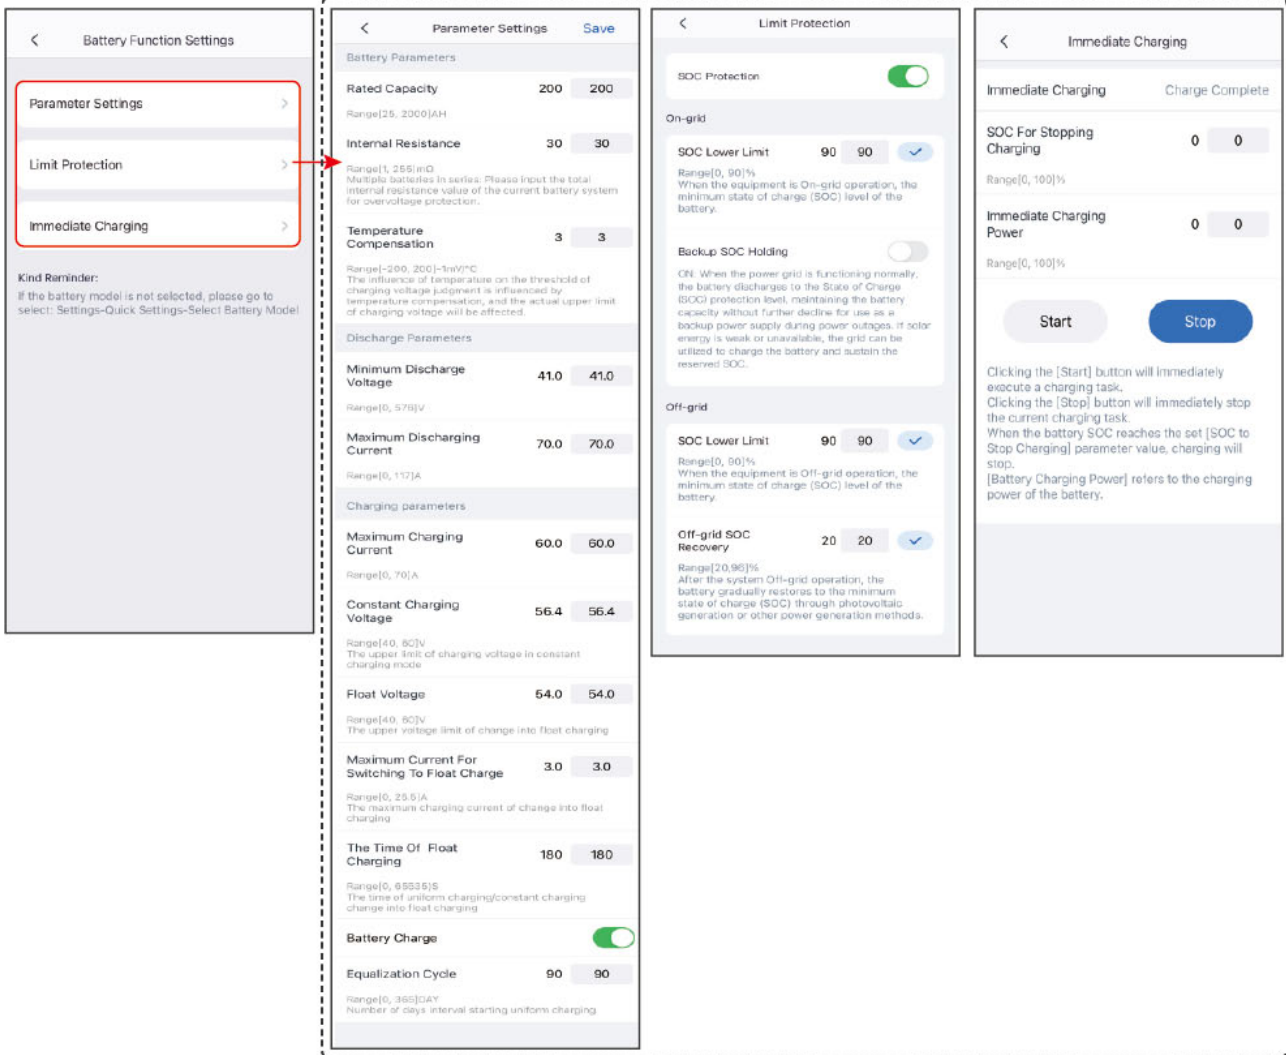 Battery Function Settings
Parameter Settings
Limit Protection
Immediate Charging
Kind Reminder:
If the battery model is not selected, please go to
select: Settings-Quick Settings-Select Battery Model
Parameter Settings Save
Battery Parameters
Rated Capacity 200 200
Range[25, 2000]AH
Internal Resistance 30 30
Range[1, 255]mΩ
Multiple batteries in series: Please input the total
internal resistance value of the current battery system
for overvoltage protection.
Temperature
Compensation 3 3
Range[-200, 200]-1mV/°C
The influence of temperature on the threshold of
charging voltage judgment is influenced by
temperature compensation, and the actual upper limit
of charging voltage will be affected.
Discharge Parameters
Minimum Discharge
Voltage 41.0 41.0
Range[0, 576]V
Maximum Discharging
Current 70.0 70.0
Range[0, 117]A
Charging parameters
Maximum Charging
Current 60.0 60.0
Range[0, 70]A
Constant Charging
Voltage 56.4 56.4
Range[40, 60]V
The upper limit of charging voltage in constant
charging mode
Float Voltage 54.0 54.0
Range[40, 60]V
The upper voltage limit of change into float charging
Maximum Current For
Switching To Float Charge 3.0 3.0
Range[0, 25.5]A
The maximum charging current of change into float
charging
The Time Of Float
Charging 180 180
Range[0, 65535]S
The time of uniform charging/constant charging
change into float charging
Battery Charge
Equalization Cycle 90 90
Range[0, 365]DAY
Number of days interval starting uniform charging
Limit Protection
SOC Protection
On-grid
SOC Lower Limit 90 90
Range[0, 90]%
When the equipment is On-grid operation, the
minimum state of charge (SOC) level of the
battery.
Backup SOC Holding
ON: When the power grid is functioning normally,
the battery discharges to the State of Charge
(SOC) protection level, maintaining the battery
capacity without further decline for use as a
backup power supply during power outages. If solar
energy is weak or unavailable, the grid can be
utilized to charge the battery and sustain the
reserved SOC.
Off-grid
SOC Lower Limit 90 90
Range[0, 90]%
When the equipment is Off-grid operation, the
minimum state of charge (SOC) level of the
battery.
Off-grid SOC
Recovery 20 20
Range[20,96]%
After the system Off-grid operation, the
battery gradually restores to the minimum
state of charge (SOC) through photovoltaic
generation or other power generation methods.
Immediate Charging
Immediate Charging Charge Complete
SOC For Stopping
Charging 0 0
Range[0, 100]%
Immediate Charging
Power 0 0
Range[0, 100]%
Start Stop
Clicking the [Start] button will immediately
execute a charging task.
Clicking the [Stop] button will immediately stop
the current charging task.
When the battery SOC reaches the set [SOC to
Stop Charging] parameter value, charging will
stop.
[Battery Charging Power] refers to the charging
power of the battery.